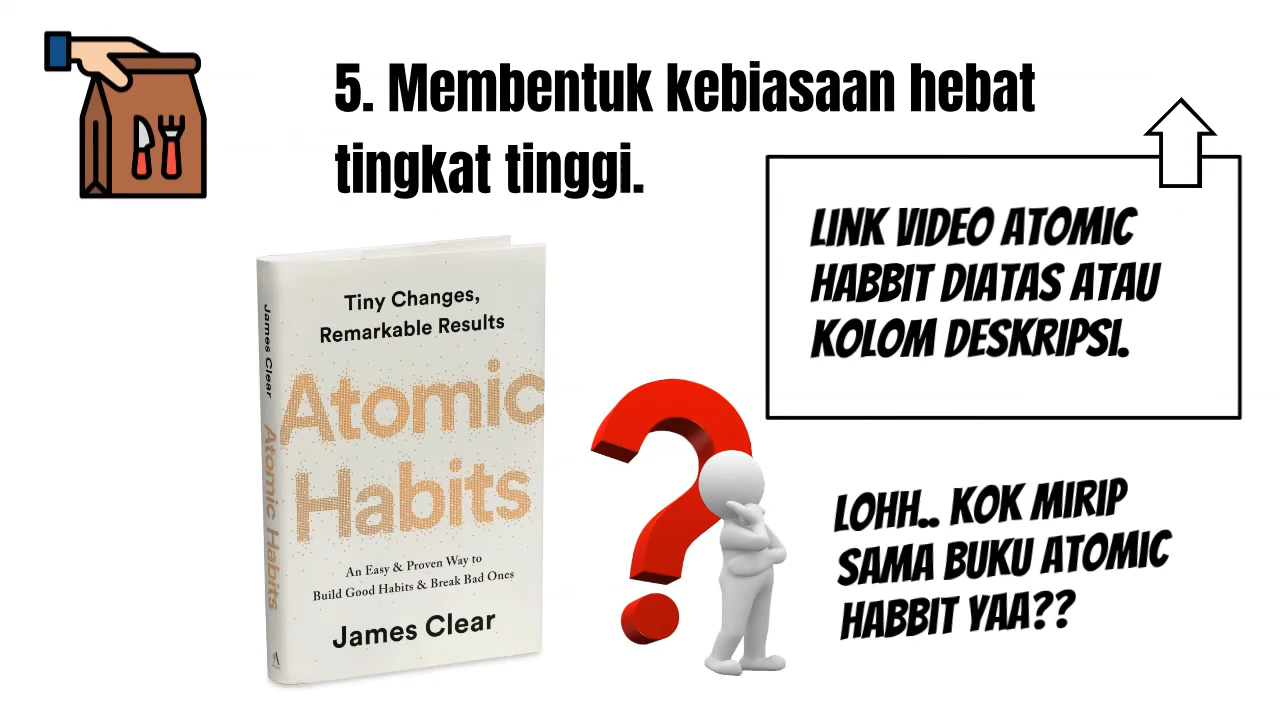 5. Membentuk kebiasaan hebat
tingkat tinggi.
LINK VIDEO ATOMIC
HABBIT DIATAS ATAU
KOLOM DESKRIPSI.
Tiny Changes,
Remarkable Results
Atomic
Habits
An Easy & Proven Way to
Build Good Habits & Break Bad Ones
James Clear
James Clear
Atomic Habits
LOHH.. KOK MIRIP
SAMA BUKU ATOMIC
HABBIT YAA??